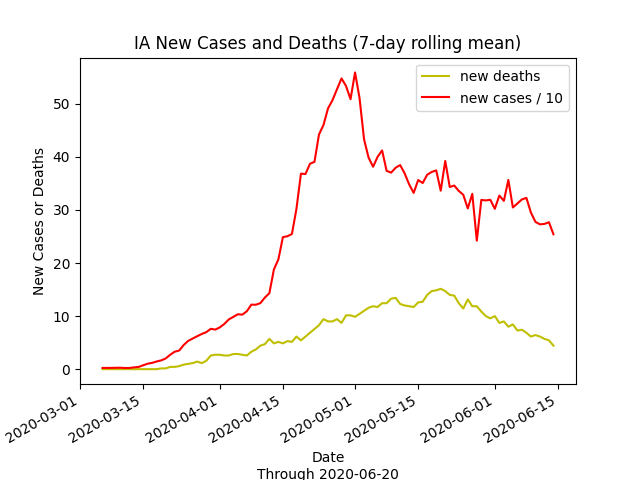 IA New Cases and Deaths (7-day rolling mean)
new deaths
new cases / 10
New Cases or Deaths
50
40
30
20
10
0
2020-03-01
2020-03-15
2020-04-01
2020-04-15
2020-05-01
2020-05-15
2020-06-01
2020-06-15
Date
Through 2020-06-20